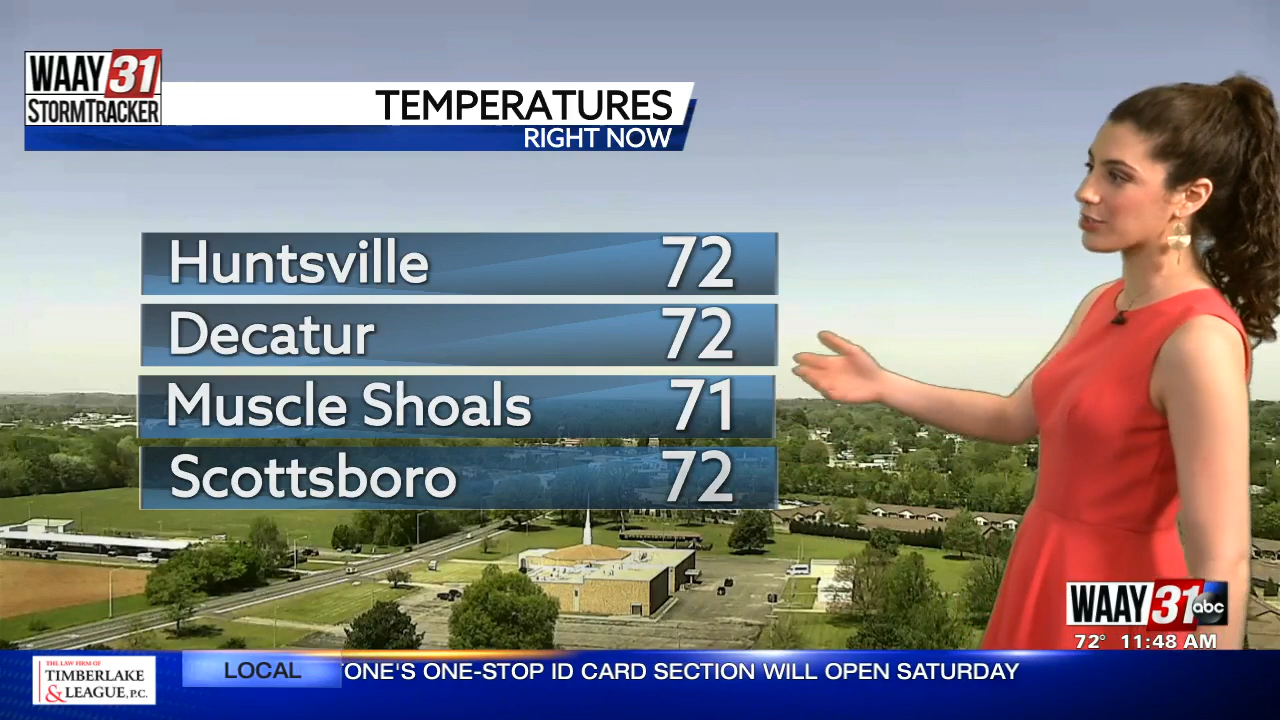 WAAY 31
STORMTRACKER
TEMPERATURES
RIGHT NOW
Huntsville 72
Decatur 72
Muscle Shoals 71
Scottsboro 72
WAAY 31 abc
72° 11:48 AM
THE LAW FIRM OF
TIMBERLAKE
& LEAGUE, P.C.
LOCAL
ONE'S ONE-STOP ID CARD SECTION WILL OPEN SATURDAY